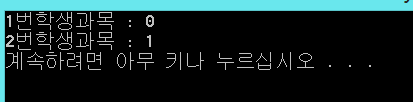 1번학생과목 : 0
2번학생과목 : 1
계속하려면 아무 키나 누르십시오 . . .